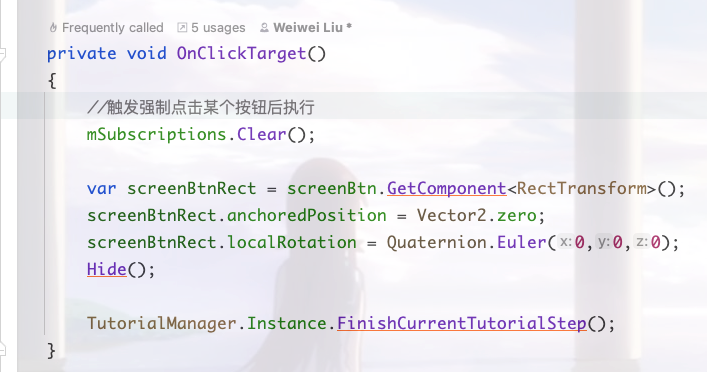 Frequently called 5 usages Weiwei Liu *
private void OnClickTarget()
{
//触发强制点击某个按钮后执行
mSubscriptions.Clear();
var screenBtnRect = screenBtn.GetComponent<RectTransform>();
screenBtnRect.anchoredPosition = Vector2.zero;
screenBtnRect.localRotation = Quaternion.Euler(x:0,y:0,z:0);
Hide();
TutorialManager.Instance.FinishCurrentTutorialStep();
}